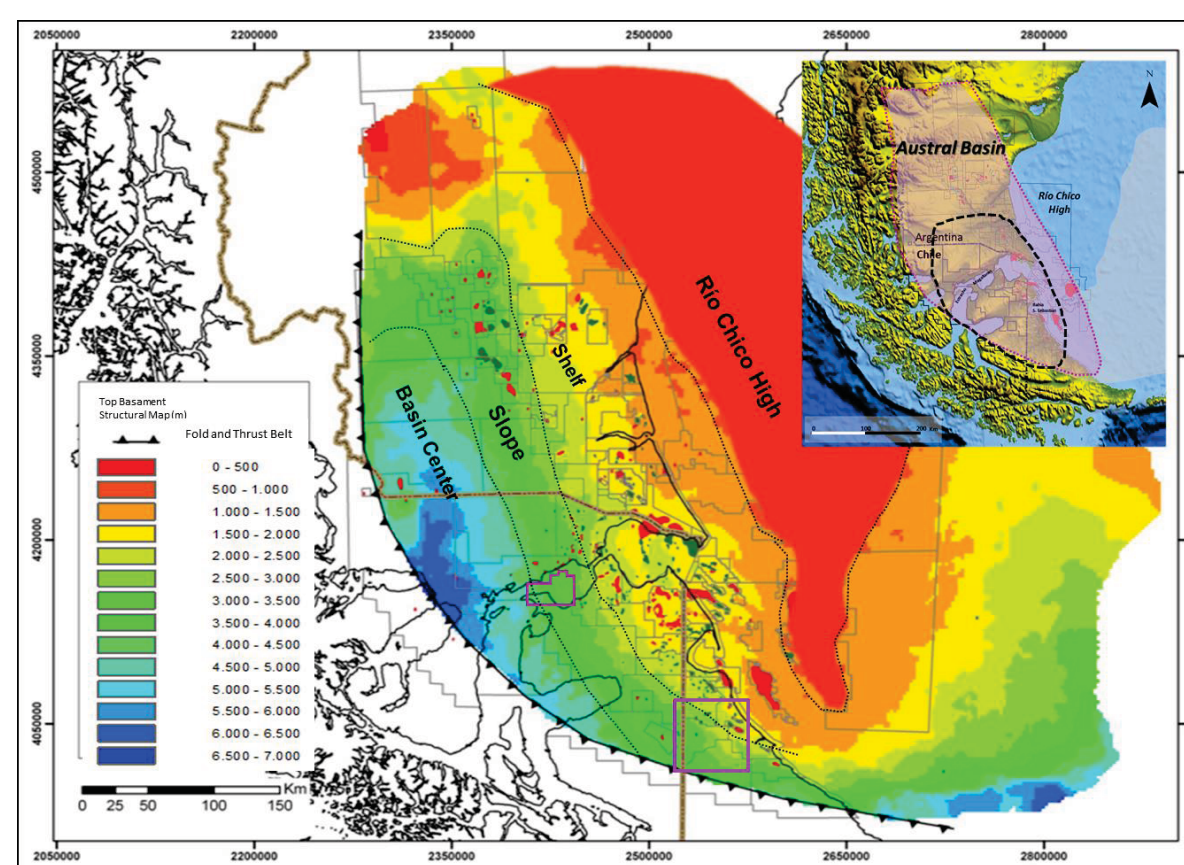 2050000 2200000 2350000 2500000 2650000 2800000
4500000
4350000
4200000
4050000
N
Austral Basin
Río Chico
High
Argentina
Chile
0 100 200 Km
Río Chico High
Shelf
Slope
Basin Center
Top Basament
Structural Map(m)
Fold and Thrust Belt
0 - 500
500 - 1.000
1.000 - 1.500
1.500 - 2.000
2.000 - 2.500
2.500 - 3.000
3.000 - 3.500
3.500 - 4.000
4.000 - 4.500
4.500 - 5.000
5.000 - 5.500
5.500 - 6.000
6.000 - 6.500
6.500 - 7.000
Km
0 25 50 100 150
2050000 2200000 2350000 2500000 2650000 2800000